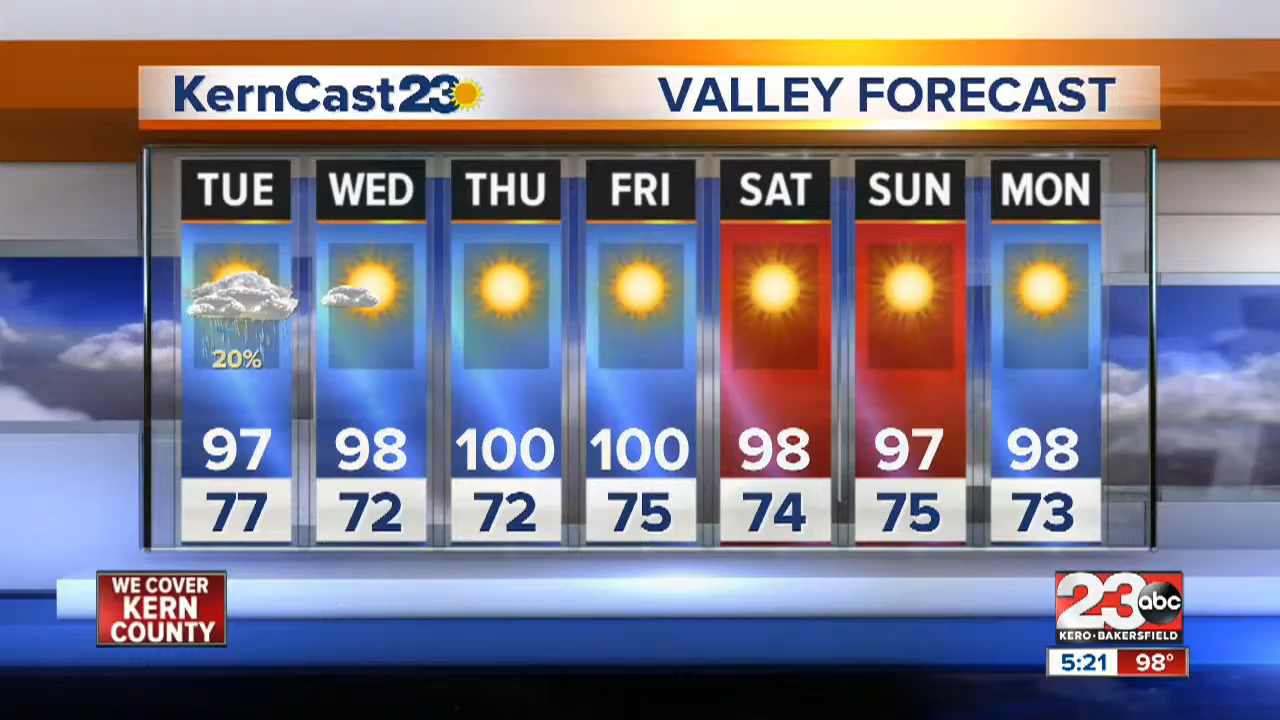 KernCast23
VALLEY FORECAST
TUE WED THU FRI SAT SUN MON
20%
97 98 100 100 98 97 98
77 72 72 75 74 75 73
WE COVER
KERN
COUNTY
23 abc
KERO•BAKERSFIELD
5:21 98°